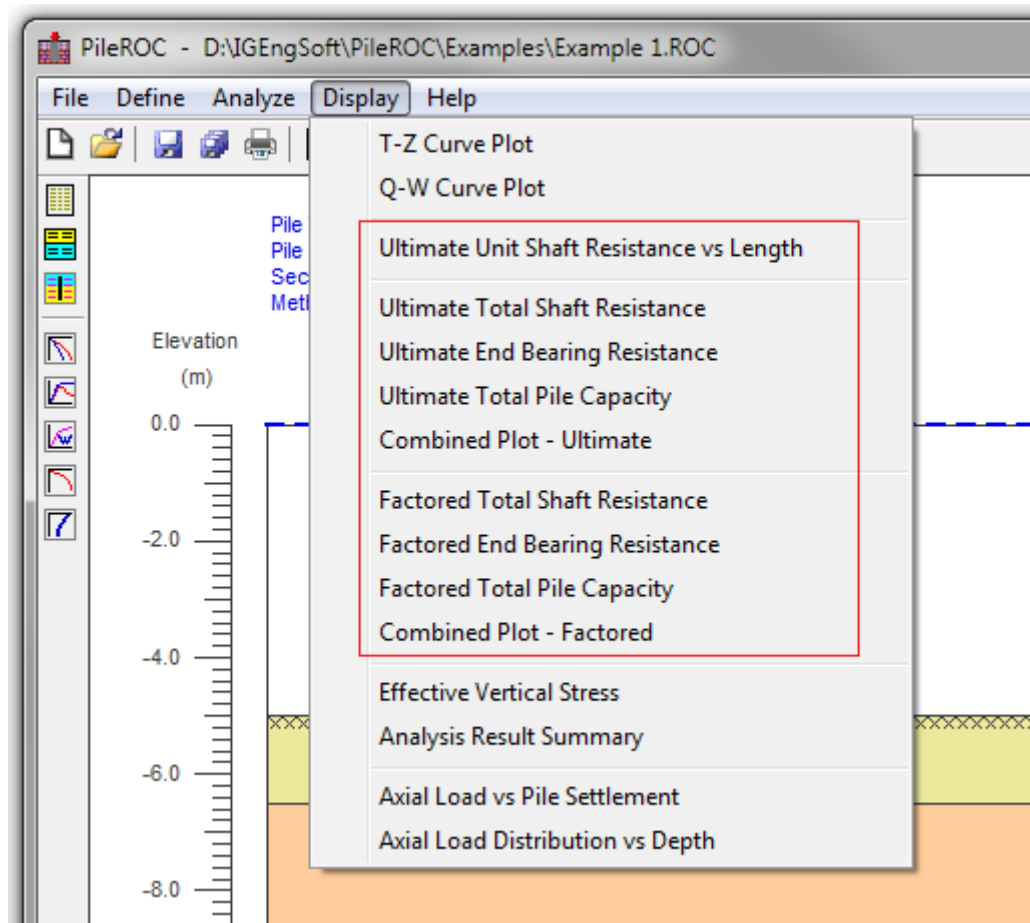 PileROC - D:\IGEngSoft\PileROC\Examples\Example 1.ROC
File Define Analyze Display Help
T-Z Curve Plot
Q-W Curve Plot
Pile
Pile
Ultimate Unit Shaft Resistance vs Length
Ultimate Total Shaft Resistance
Elevation
(m)
Ultimate End Bearing Resistance
Ultimate Total Pile Capacity
0.0
Combined Plot - Ultimate
Factored Total Shaft Resistance
-2.0
Factored End Bearing Resistance
Factored Total Pile Capacity
Combined Plot - Factored
-4.0
Effective Vertical Stress
Analysis Result Summary
-6.0
Axial Load vs Pile Settlement
Axial Load Distribution vs Depth
-8.0